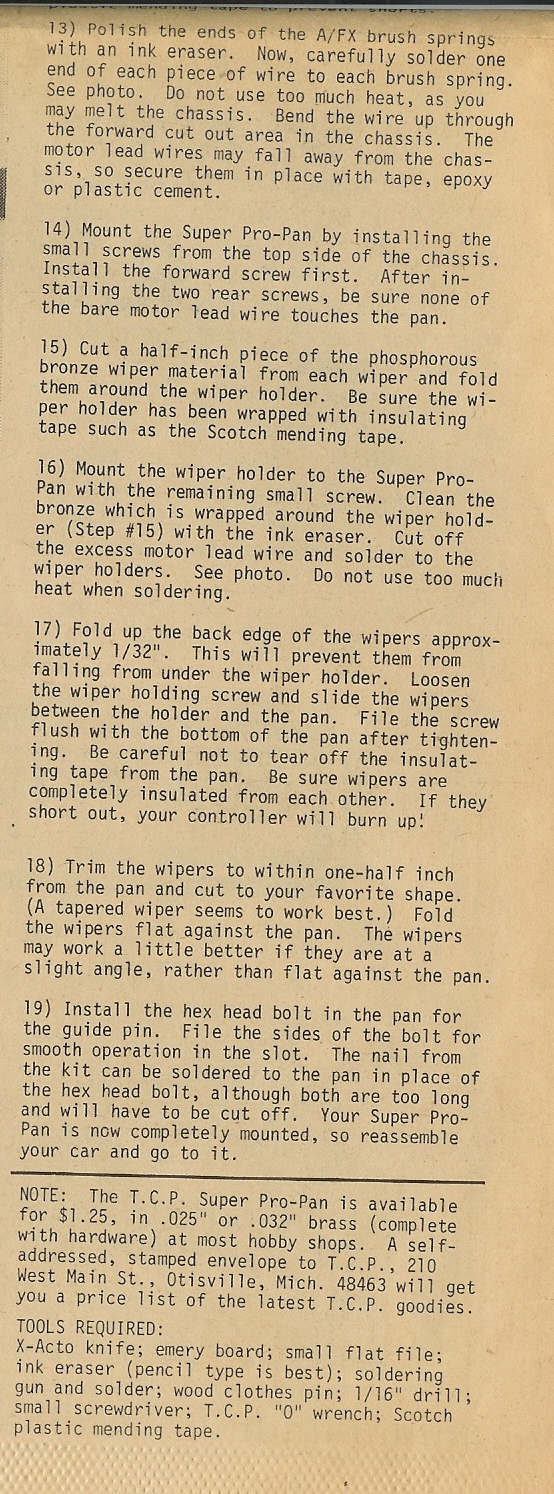 plastic mending tape to prevent shorts.
13) Polish the ends of the A/FX brush springs
with an ink eraser. Now, carefully solder one
end of each piece of wire to each brush spring.
See photo. Do not use too much heat, as you
may melt the chassis. Bend the wire up through
the forward cut out area in the chassis. The
motor lead wires may fall away from the chas-
sis, so secure them in place with tape, epoxy
or plastic cement.
14) Mount the Super Pro-Pan by installing the
small screws from the top side of the chassis.
Install the forward screw first. After in-
stalling the two rear screws, be sure none of
the bare motor lead wire touches the pan.
15) Cut a half-inch piece of the phosphorous
bronze wiper material from each wiper and fold
them around the wiper holder. Be sure the wi-
per holder has been wrapped with insulating
tape such as the Scotch mending tape.
16) Mount the wiper holder to the Super Pro-
Pan with the remaining small screw. Clean the
bronze which is wrapped around the wiper hold-
er (Step #15) with the ink eraser. Cut off
the excess motor lead wire and solder to the
wiper holders. See photo. Do not use too much
heat when soldering.
17) Fold up the back edge of the wipers approx-
imately 1/32". This will prevent them from
falling from under the wiper holder. Loosen
the wiper holding screw and slide the wipers
between the holder and the pan. File the screw
flush with the bottom of the pan after tighten-
ing. Be careful not to tear off the insulat-
ing tape from the pan. Be sure wipers are
completely insulated from each other. If they
short out, your controller will burn up!
18) Trim the wipers to within one-half inch
from the pan and cut to your favorite shape.
(A tapered wiper seems to work best.) Fold
the wipers flat against the pan. The wipers
may work a little better if they are at a
slight angle, rather than flat against the pan.
19) Install the hex head bolt in the pan for
the guide pin. File the sides of the bolt for
smooth operation in the slot. The nail from
the kit can be soldered to the pan in place of
the hex head bolt, although both are too long
and will have to be cut off. Your Super Pro-
Pan is now completely mounted, so reassemble
your car and go to it.
NOTE: The T.C.P. Super Pro-Pan is available
for $1.25, in .025" or .032" brass (complete
with hardware) at most hobby shops. A self-
addressed, stamped envelope to T.C.P., 210
West Main St., Otisville, Mich. 48463 will get
you a price list of the latest T.C.P. goodies.
TOOLS REQUIRED:
X-Acto knife; emery board; small flat file;
ink eraser (pencil type is best); soldering
gun and solder; wood clothes pin; 1/16" drill;
small screwdriver; T.C.P. "O" wrench; Scotch
plastic mending tape.